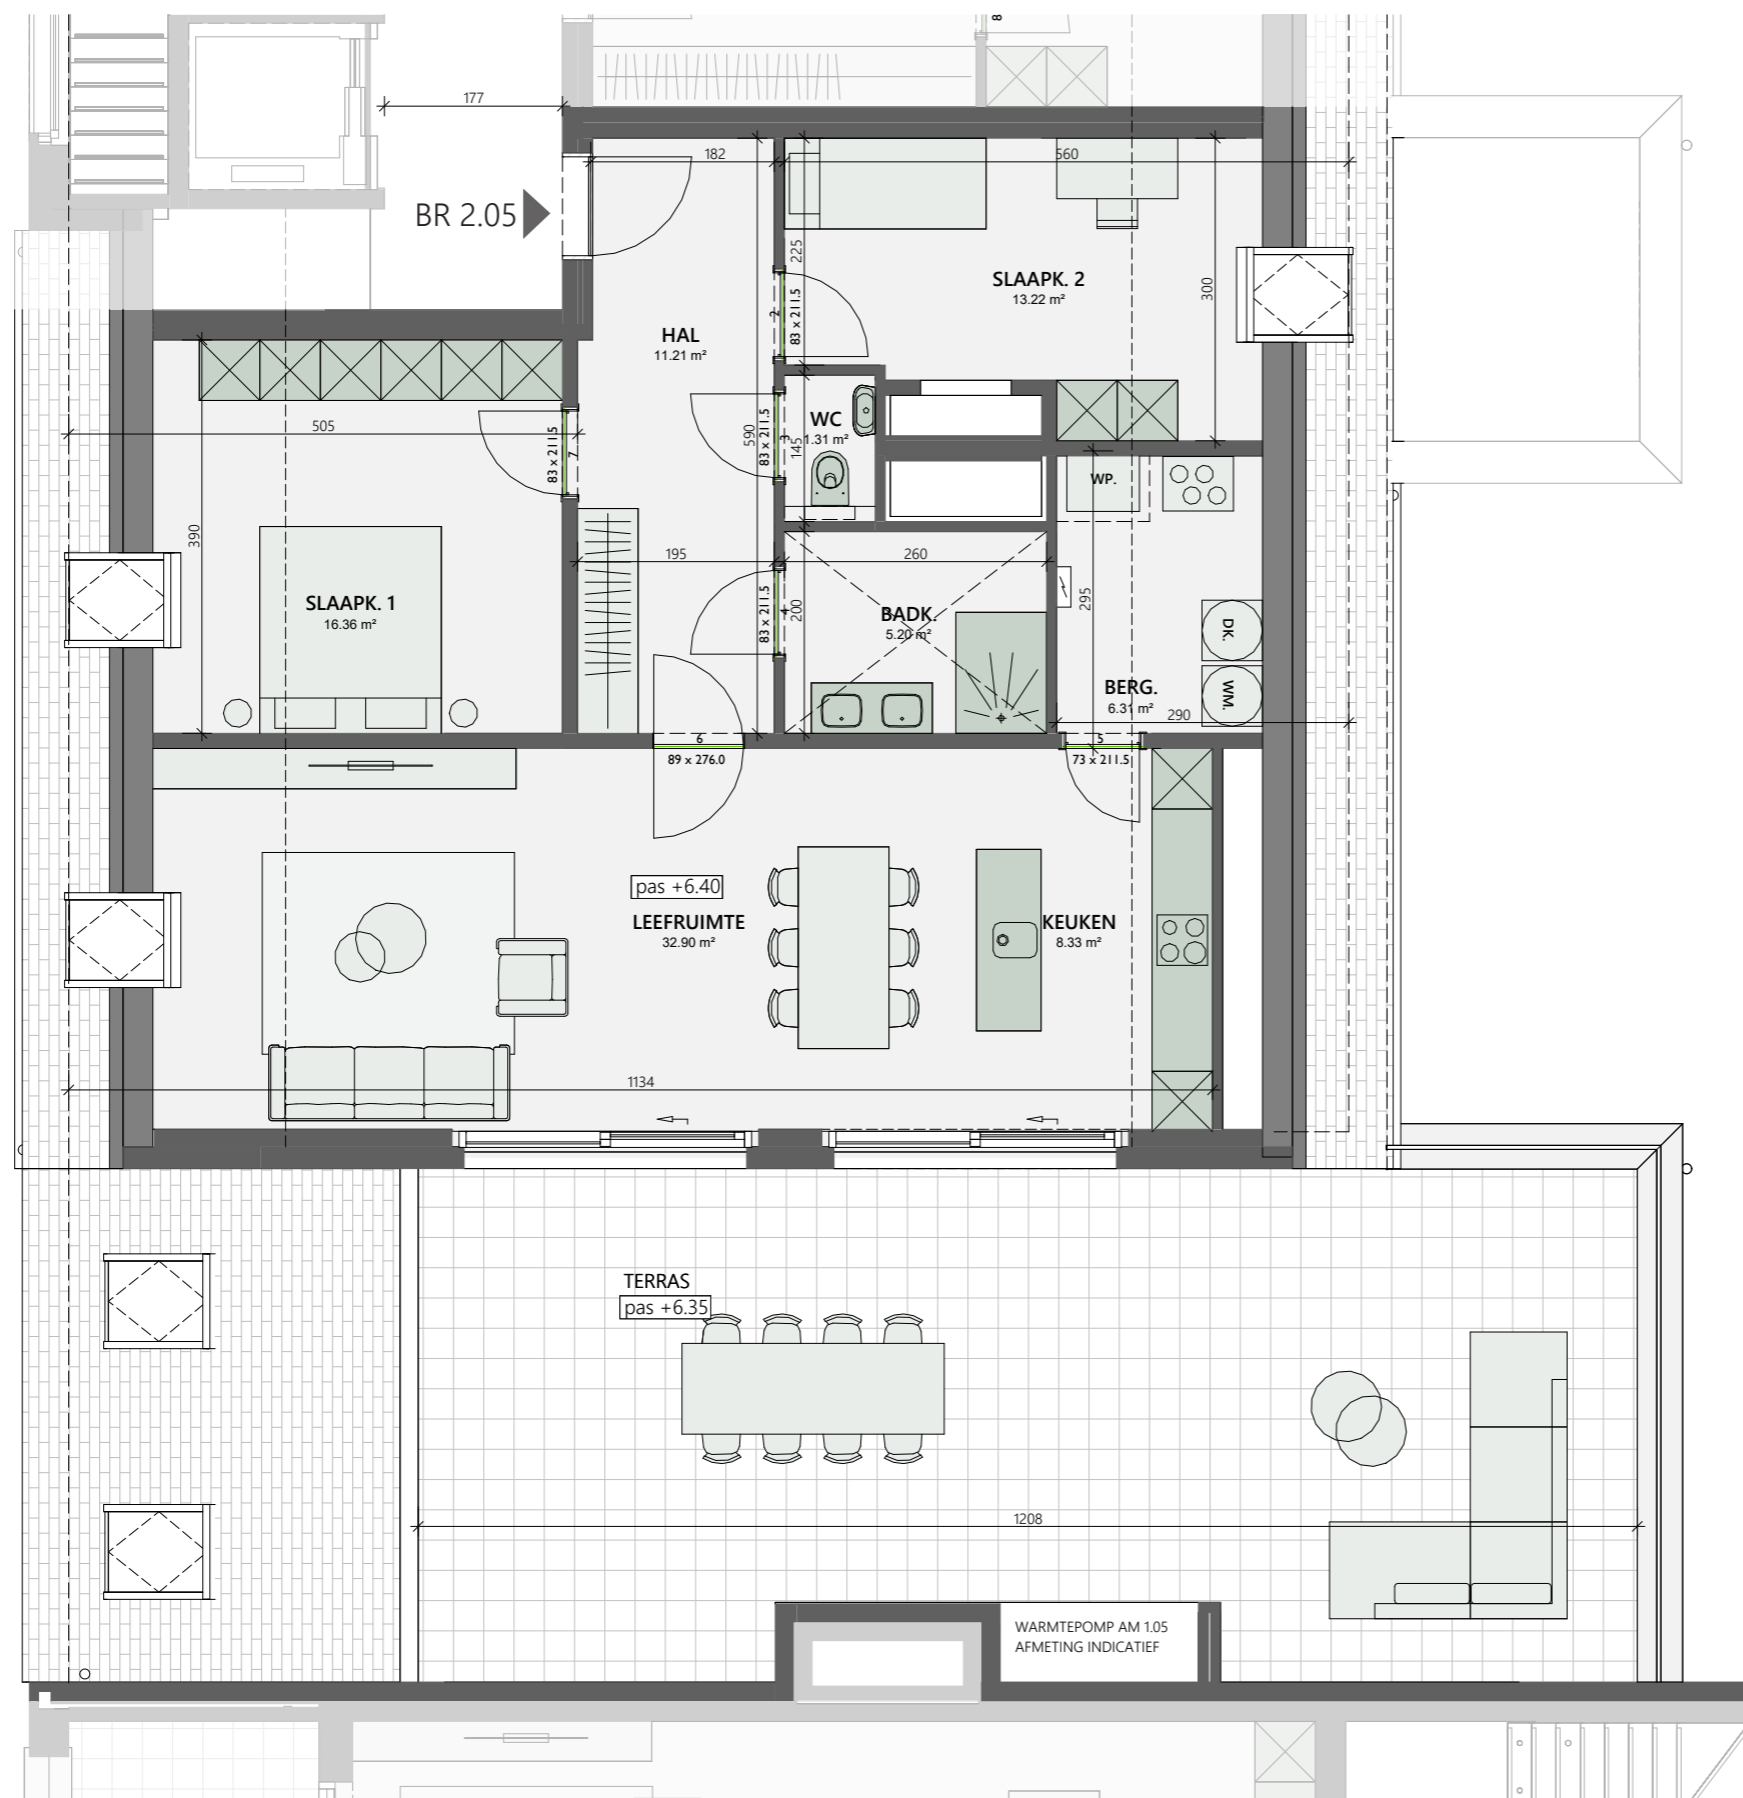 8
177
182
560
BR 2.05
225
SLAAPK. 2
13.22 m²
300
2
83 x 211.5
HAL
11.21 m²
505
83 x 211.5
7
590
83 x 211.5
3
145
WC
1.31 m²
WP.
390
195
260
SLAAPK. 1
16.36 m²
83 x 211.5
4
200
BADK.
5.20 m²
295
DK.
WM.
BERG.
6.31 m²
290
6
89 x 276.0
5
73 x 211.5
pas +6.40
LEEFRUIMTE
32.90 m²
KEUKEN
8.33 m²
1134
TERRAS
pas +6.35
1208
WARMTEPOMP AM 1.05
AFMETING INDICATIEF